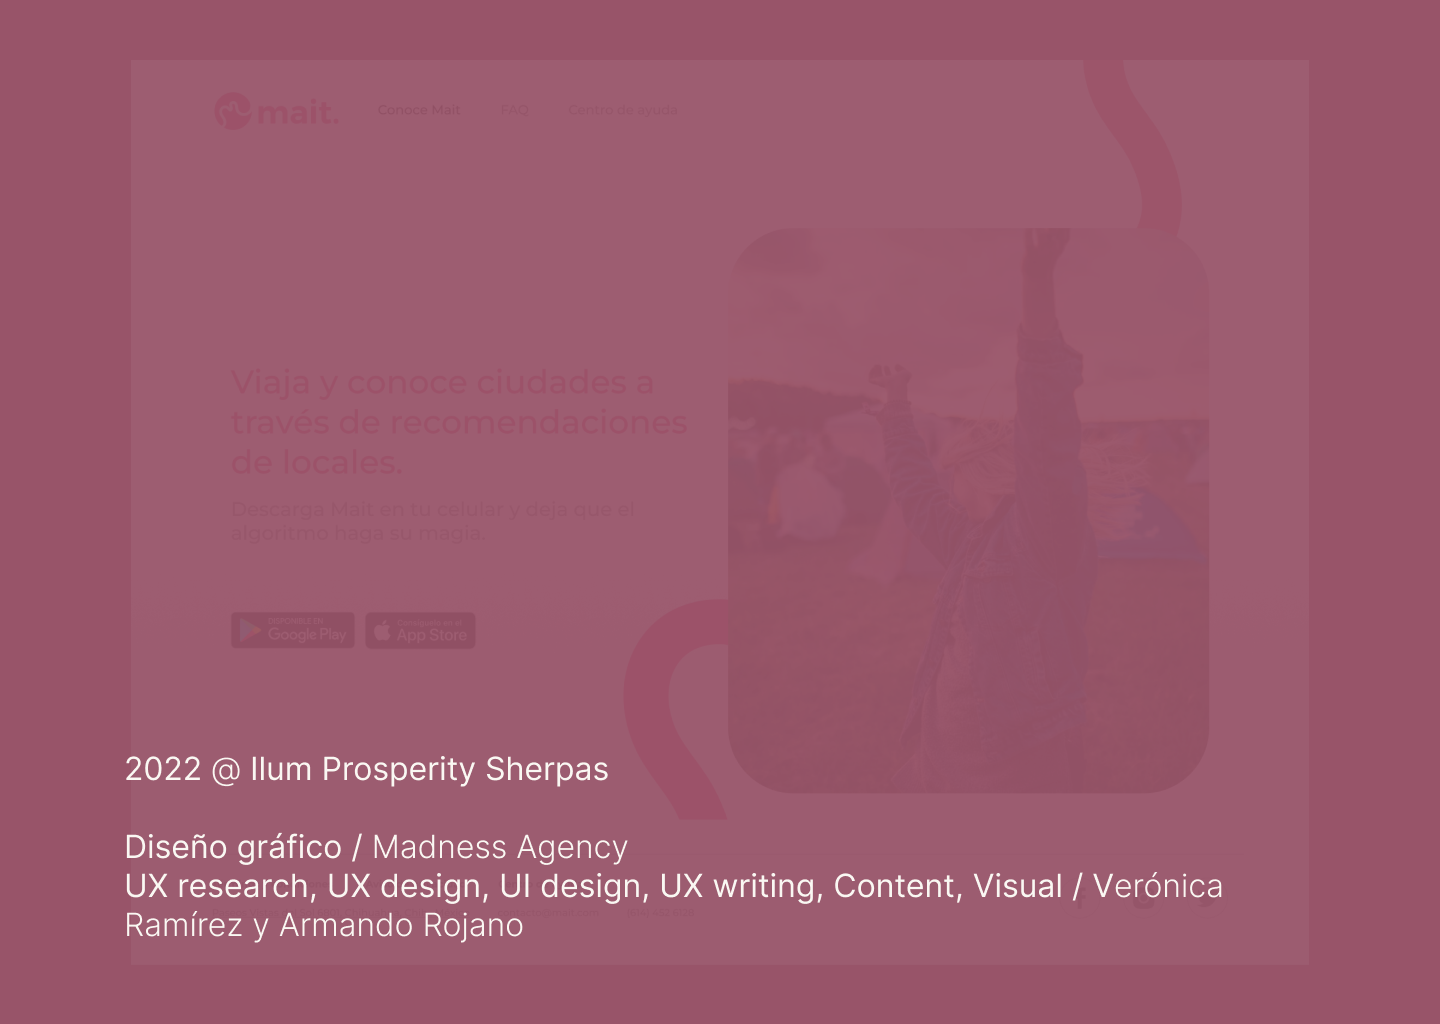 mait.
Conoce Mait
FAQ
Centro de ayuda
Viaja y conoce ciudades a
través de recomendaciones
de locales.
Descarga Mait en tu celular y deja que el
algoritmo haga su magia.
DISPONIBLE EN
Google Play
Consíguelo en el
App Store
2022 @ Ilum Prosperity Sherpas
Diseño gráfico / Madness Agency
UX research, UX design, UI design, UX writing, Content, Visual / Verónica
Ramírez y Armando Rojano